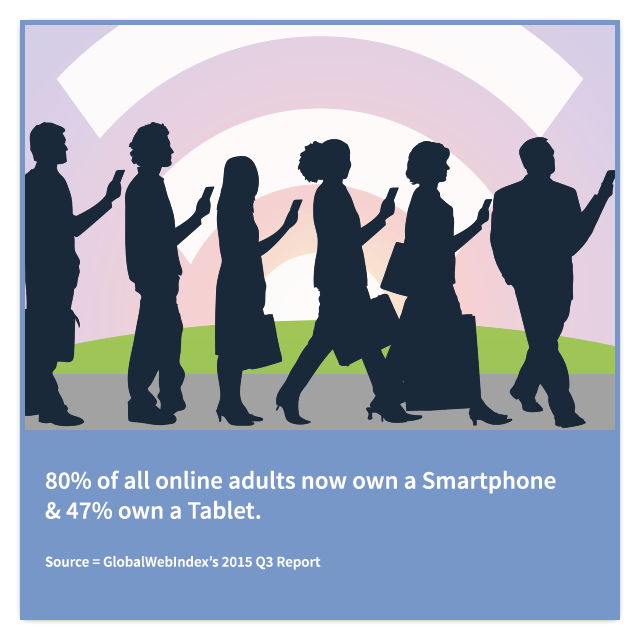 80% of all online adults now own a Smartphone
& 47% own a Tablet.
Source = GlobalWebIndex’s 2015 Q3 Report